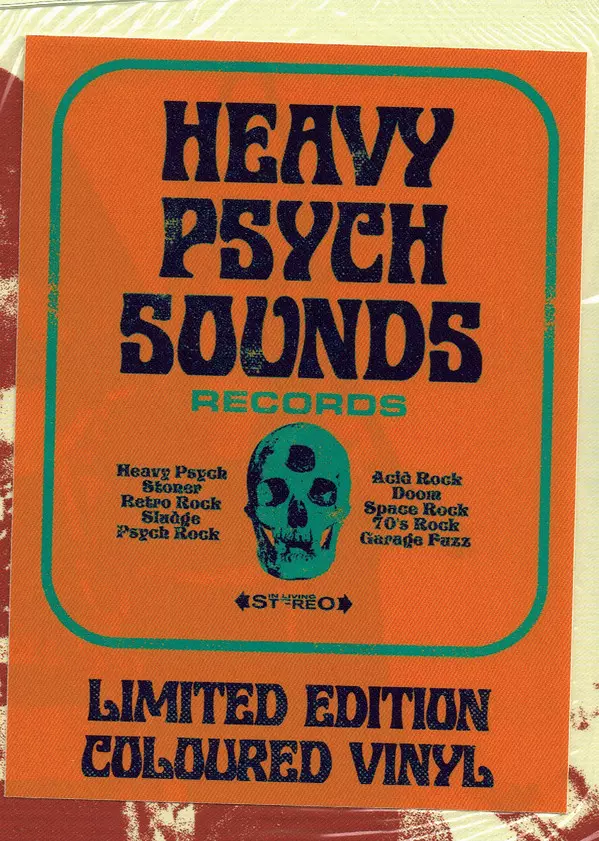 HEAVY
PSYCH
SOUNDS
RECORDS
Heavy Psych
Stoner
Retro Rock
Sludge
Psych Rock
Acid Rock
Doom
Space Rock
70's Rock
Garage Fuzz
IN LIVING
STEREO
LIMITED EDITION
COLOURED VINYL